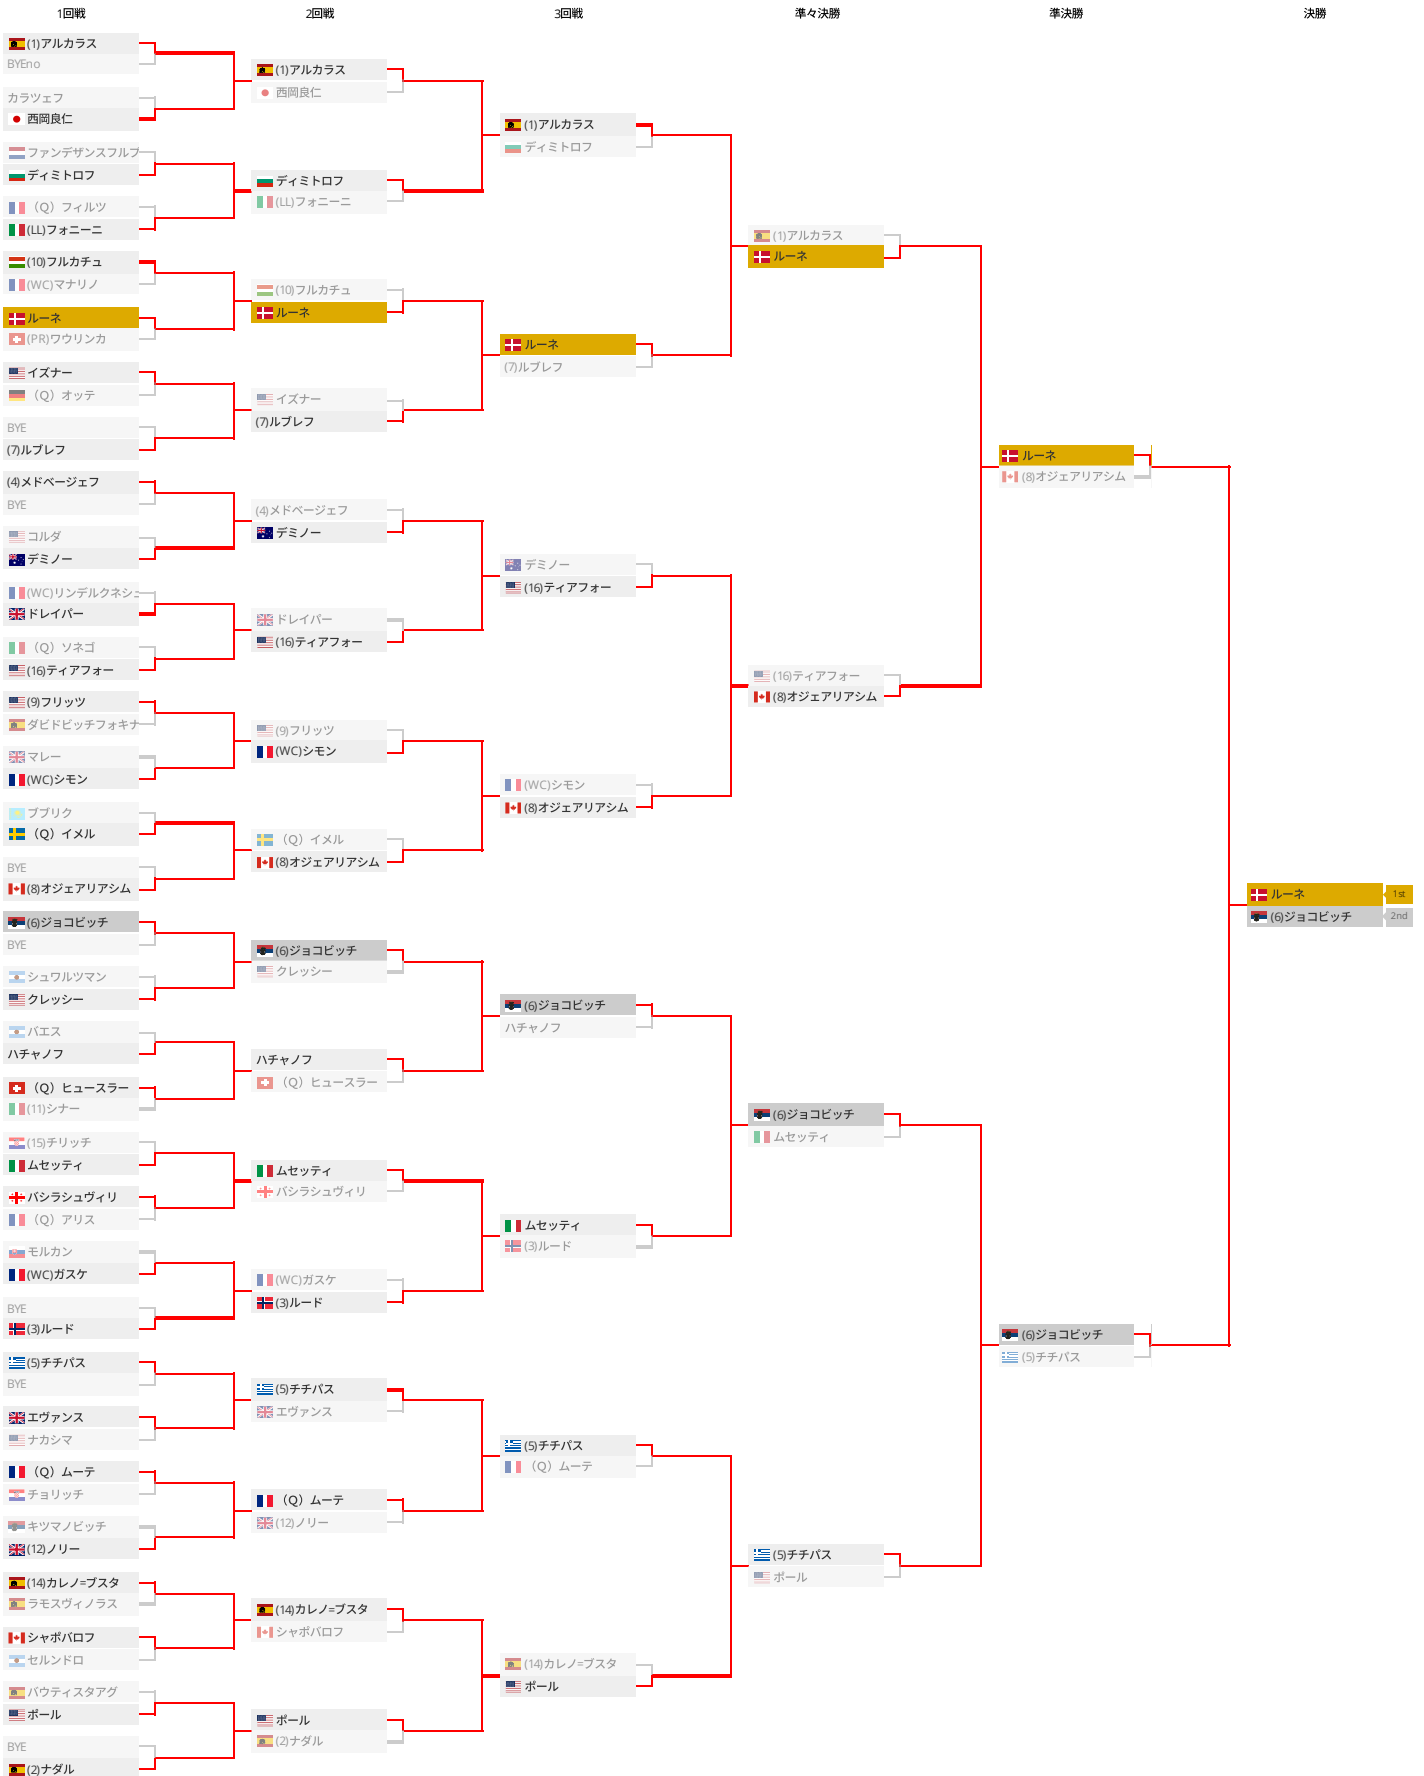 1回戦
2回戦
3回戦
準々決勝
準決勝
決勝
(1)アルカラス
BYEno
カラツェフ
西岡良仁
ファンデザンスフルプ
ディミトロフ
（Q）フィルツ
(LL)フォニーニ
(10)フルカチュ
(WC)マナリノ
ルーネ
(PR)ワウリンカ
イズナー
（Q）オッテ
BYE
(7)ルブレフ
(4)メドベージェフ
BYE
コルダ
デミノー
(WC)リンデルクネシュ
ドレイパー
（Q）ソネゴ
(16)ティアフォー
(9)フリッツ
ダビドビッチフォキナ
マレー
(WC)シモン
ブブリク
（Q）イメル
BYE
(8)オジェアリアシム
(6)ジョコビッチ
BYE
シュワルツマン
クレッシー
バエス
ハチャノフ
（Q）ヒュースラー
(11)シナー
(15)チリッチ
ムセッティ
バシラシュヴィリ
（Q）アリス
モルカン
(WC)ガスケ
BYE
(3)ルード
(5)チチパス
BYE
エヴァンス
ナカシマ
（Q）ムーテ
チョリッチ
キツマノビッチ
(12)ノリー
(14)カレノ=ブスタ
ラモスヴィノラス
シャポバロフ
セルンドロ
バウティスタアグ
ポール
BYE
(2)ナダル
(1)アルカラス
西岡良仁
ディミトロフ
(LL)フォニーニ
(10)フルカチュ
ルーネ
イズナー
(7)ルブレフ
(4)メドベージェフ
デミノー
ドレイパー
(16)ティアフォー
(9)フリッツ
(WC)シモン
（Q）イメル
(8)オジェアリアシム
(6)ジョコビッチ
クレッシー
ハチャノフ
（Q）ヒュースラー
ムセッティ
バシラシュヴィリ
(WC)ガスケ
(3)ルード
(5)チチパス
エヴァンス
（Q）ムーテ
(12)ノリー
(14)カレノ=ブスタ
シャポバロフ
ポール
(2)ナダル
(1)アルカラス
ディミトロフ
ルーネ
(7)ルブレフ
デミノー
(16)ティアフォー
(WC)シモン
(8)オジェアリアシム
(6)ジョコビッチ
ハチャノフ
ムセッティ
(3)ルード
(5)チチパス
（Q）ムーテ
(14)カレノ=ブスタ
ポール
(1)アルカラス
ルーネ
(16)ティアフォー
(8)オジェアリアシム
(6)ジョコビッチ
ムセッティ
(5)チチパス
ポール
ルーネ
(8)オジェアリアシム
(6)ジョコビッチ
(5)チチパス
ルーネ
1st
(6)ジョコビッチ
2nd